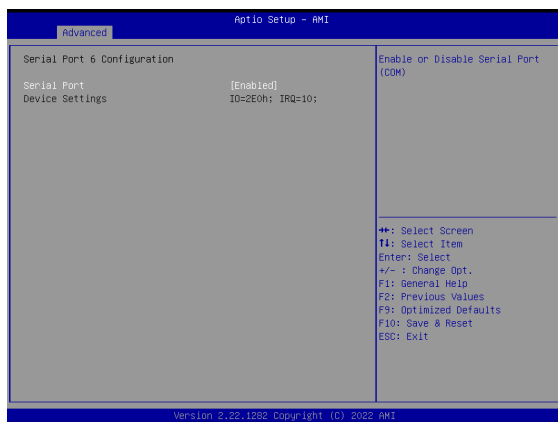 Aptio Setup - AMI
Advanced
Serial Port 6 Configuration
Serial Port [Enabled]
Device Settings IO=2E0h; IRQ=10;
Enable or Disable Serial Port
(COM)
→←: Select Screen
↑↓: Select Item
Enter: Select
+/- : Change Opt.
F1: General Help
F2: Previous Values
F9: Optimized Defaults
F10: Save & Reset
ESC: Exit
Version 2.22.1282 Copyright (C) 2022 AMI